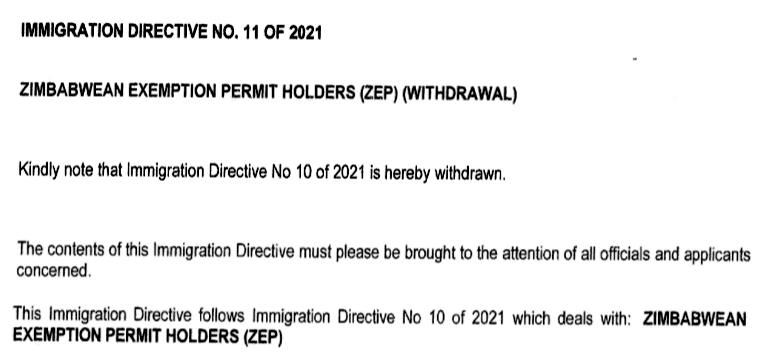 IMMIGRATION DIRECTIVE NO. 11 OF 2021
ZIMBABWEAN EXEMPTION PERMIT HOLDERS (ZEP) (WITHDRAWAL)
Kindly note that Immigration Directive No 10 of 2021 is hereby withdrawn.
The contents of this Immigration Directive must please be brought to the attention of all officials and applicants
concerned.
This Immigration Directive follows Immigration Directive No 10 of 2021 which deals with: ZIMBABWEAN
EXEMPTION PERMIT HOLDERS (ZEP)